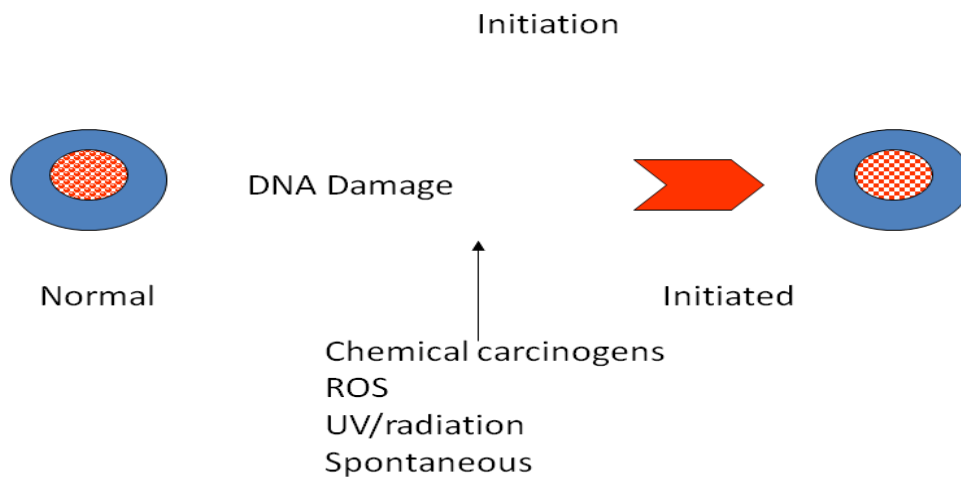 Initiation
DNA Damage
Normal
Initiated
Chemical carcinogens
ROS
UV/radiation
Spontaneous